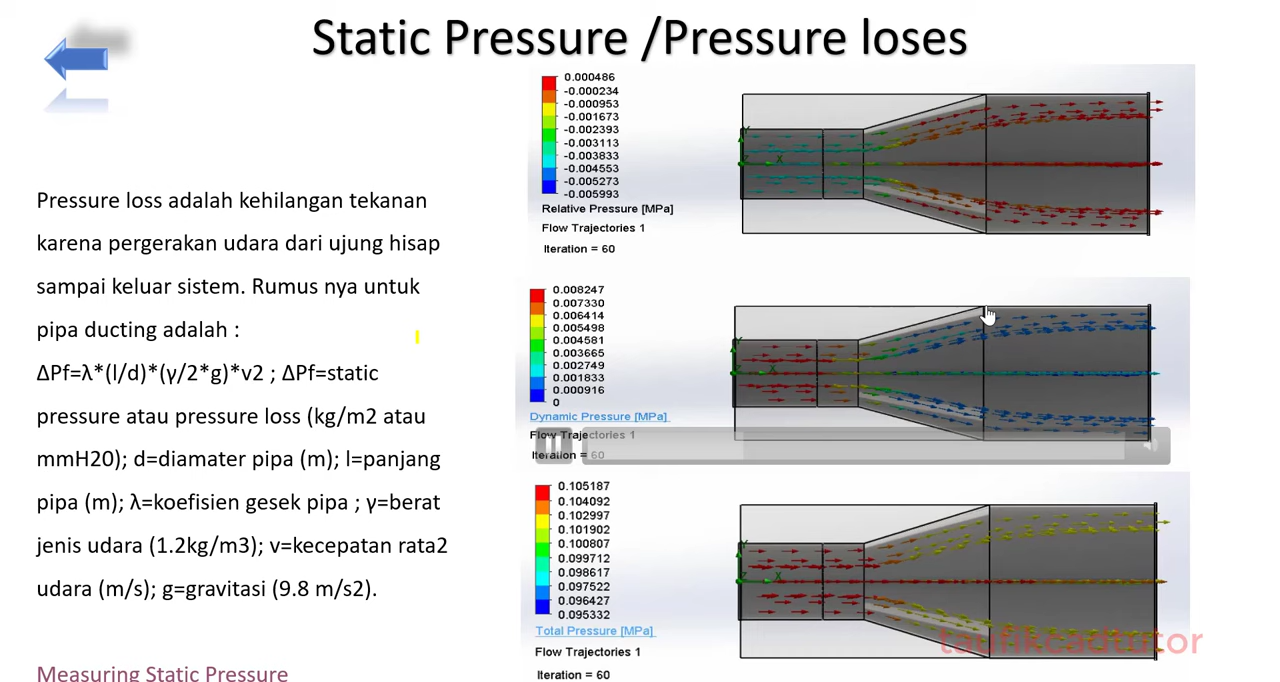 Static Pressure /Pressure loses
Pressure loss adalah kehilangan tekanan
karena pergerakan udara dari ujung hisap
sampai keluar sistem. Rumus nya untuk
pipa ducting adalah :
ΔPf=λ*(l/d)*(γ/2*g)*v2 ; ΔPf=static
pressure atau pressure loss (kg/m2 atau
mmH20); d=diamater pipa (m); l=panjang
pipa (m); λ=koefisien gesek pipa ; γ=berat
jenis udara (1.2kg/m3); v=kecepatan rata2
udara (m/s); g=gravitasi (9.8 m/s2).
Measuring Static Pressure
0.000486
-0.000234
-0.000953
-0.001673
-0.002393
-0.003113
-0.003833
-0.004553
-0.005273
-0.005993
Relative Pressure [MPa]
Flow Trajectories 1
Iteration = 60
Y
Z X
0.008247
0.007330
0.006414
0.005498
0.004581
0.003665
0.002749
0.001833
0.000916
0
Dynamic Pressure [MPa]
Flow Trajectories 1
Iteration = 60
Y
Z X
0.105187
0.104092
0.102997
0.101902
0.100807
0.099712
0.098617
0.097522
0.096427
0.095332
Total Pressure [MPa]
Flow Trajectories 1
Iteration = 60
Y
Z X
taufikcadtutor